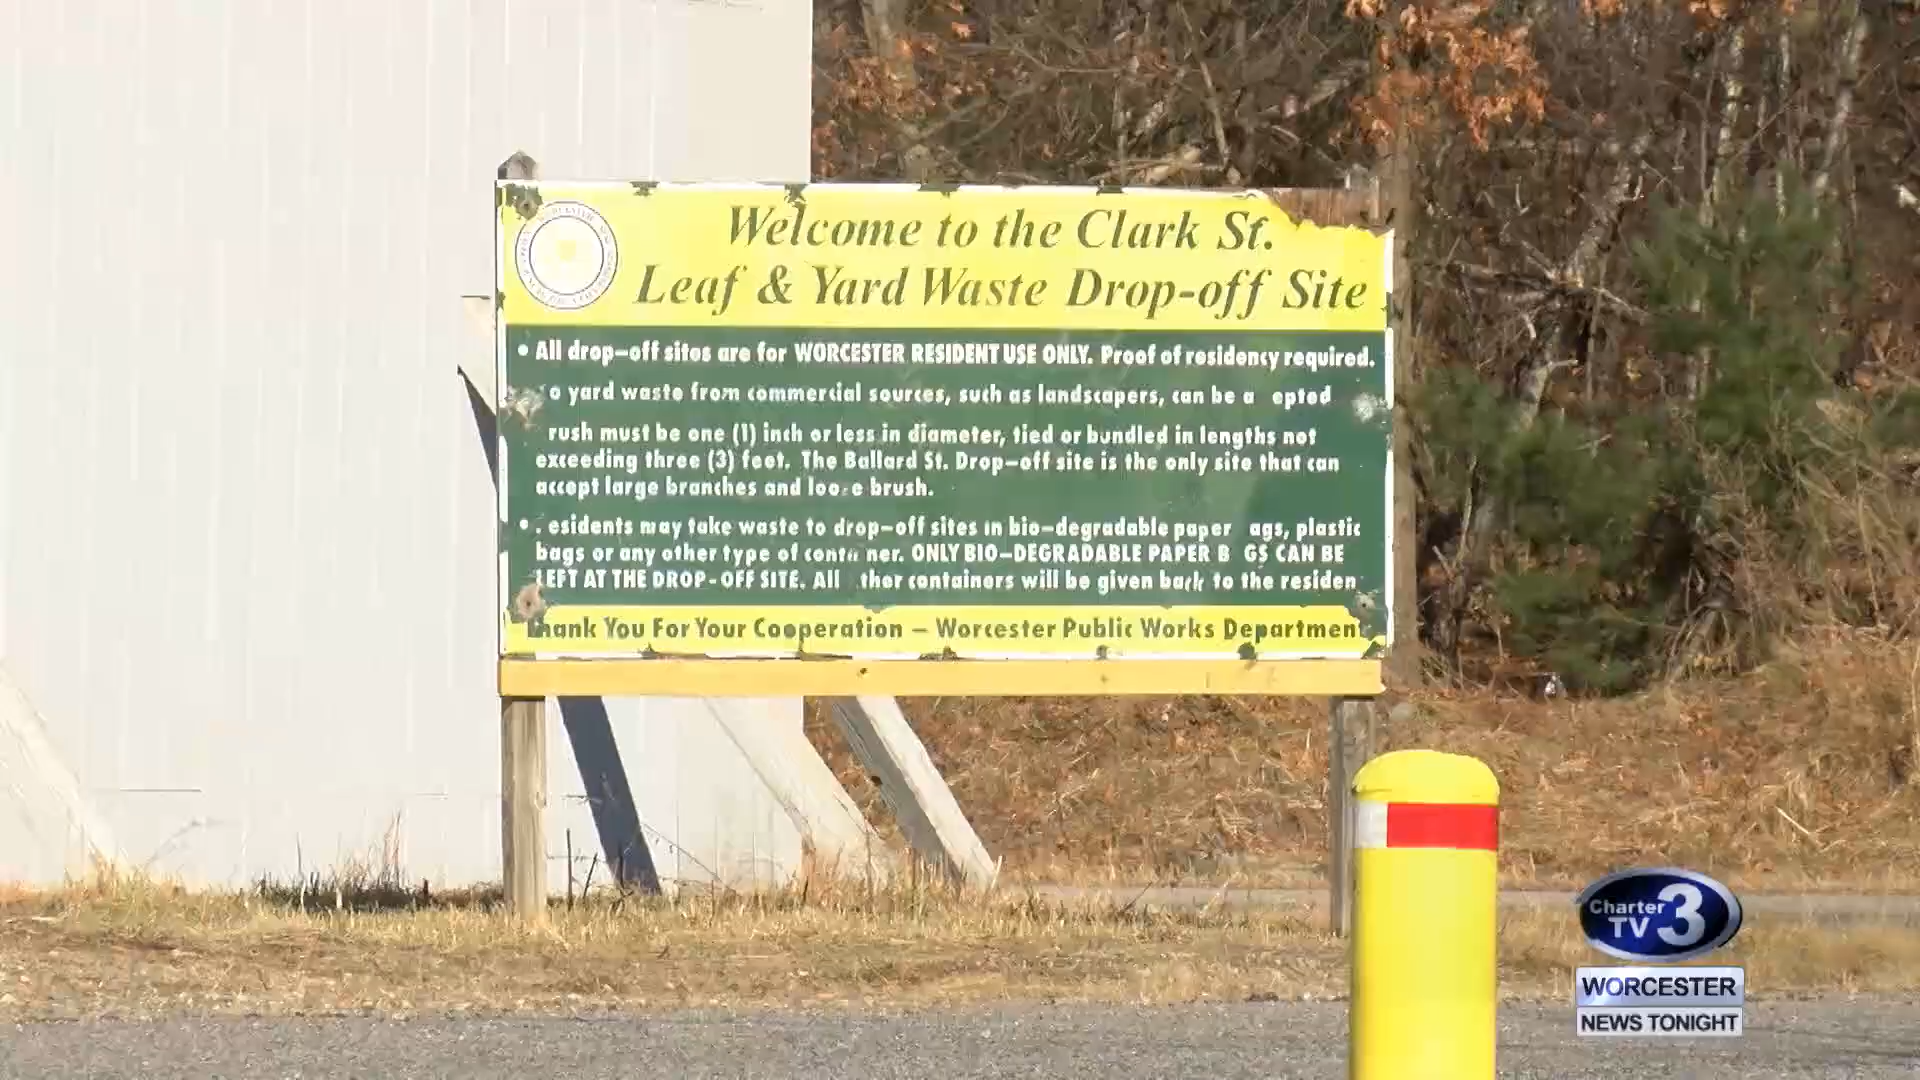 Welcome to the Clark St.
Leaf & Yard Waste Drop-off Site
• All drop-off sites are for WORCESTER RESIDENT USE ONLY. Proof of residency required.
o yard waste from commercial sources, such as landscapers, can be a epted
rush must be one (1) inch or less in diameter, tied or bundled in lengths not
exceeding three (3) feet. The Ballard St. Drop-off site is the only site that can
accept large branches and loo e brush.
• esidents may take waste to drop-off sites in bio-degradable paper ags, plastic
bags or any other type of conta ner. ONLY BIO-DEGRADABLE PAPER B GS CAN BE
LEFT AT THE DROP-OFF SITE. All ther containers will be given back to the residen
Thank You For Your Cooperation – Worcester Public Works Department
Charter
TV 3
WORCESTER
NEWS TONIGHT